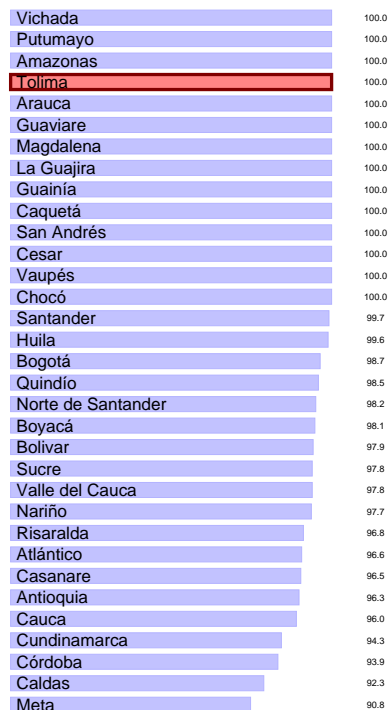 Vichada 100.0
Putumayo 100.0
Amazonas 100.0
Tolima 100.0
Arauca 100.0
Guaviare 100.0
Magdalena 100.0
La Guajira 100.0
Guainía 100.0
Caquetá 100.0
San Andrés 100.0
Cesar 100.0
Vaupés 100.0
Chocó 100.0
Santander 99.7
Huila 99.6
Bogotá 98.7
Quindío 98.5
Norte de Santander 98.2
Boyacá 98.1
Bolivar 97.9
Sucre 97.8
Valle del Cauca 97.8
Nariño 97.7
Risaralda 96.8
Atlántico 96.6
Casanare 96.5
Antioquia 96.3
Cauca 96.0
Cundinamarca 94.3
Córdoba 93.9
Caldas 92.3
Meta 90.8